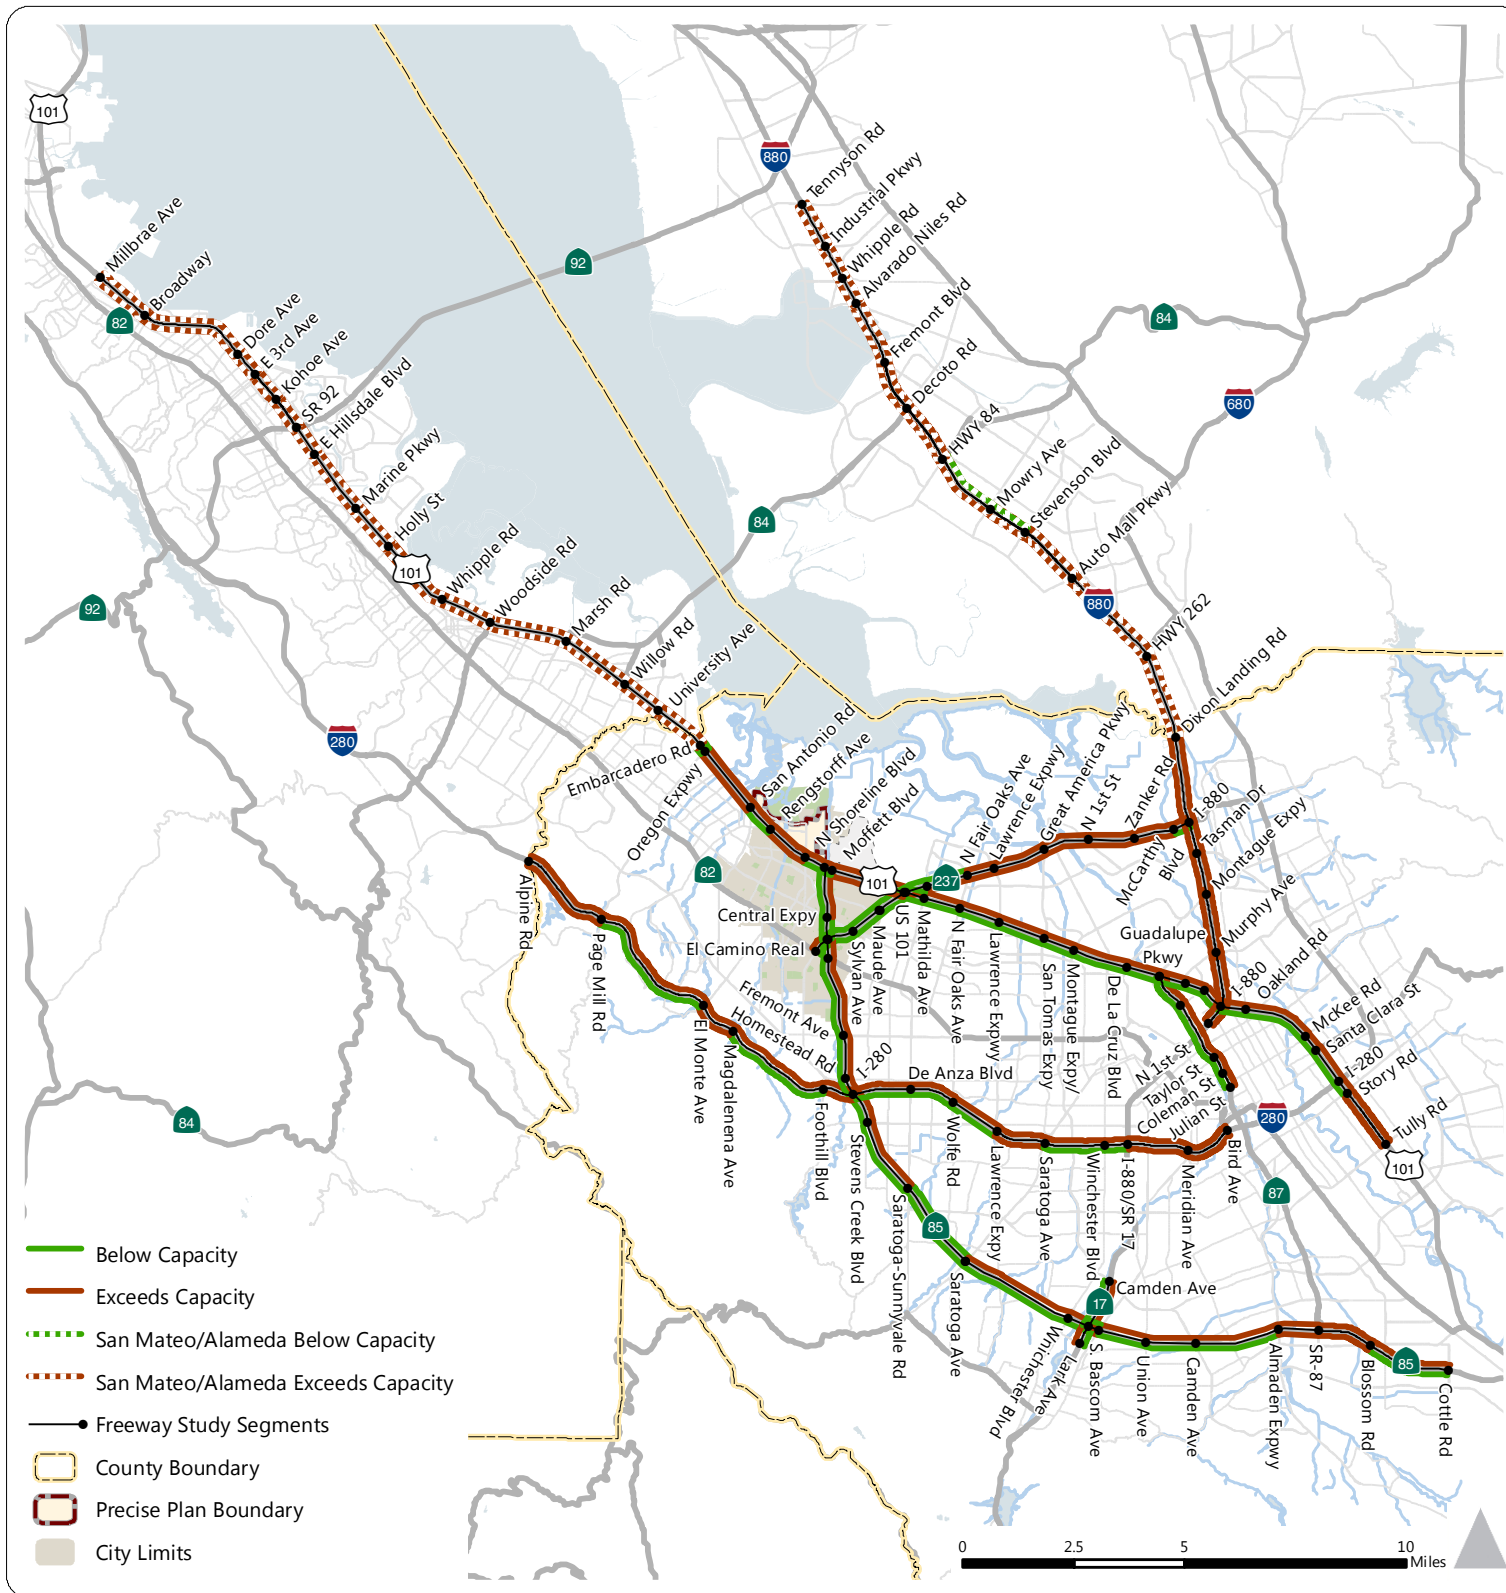 101
Tennyson Rd
880
Industrial Pkwy
Whipple Rd
Alvarado Niles Rd
Millbrae Ave
Broadway
92
82
Dore Ave
E 3rd Ave
Kohoe Ave
SR 92
E Hillsdale Blvd
Fremont Blvd
84
Decoto Rd
680
HWY 84
Marine Pkwy
Holly St
Mowry Ave
Stevenson Blvd
Auto Mall Pkwy
84
101
Whipple Rd
Woodside Rd
Marsh Rd
92
880
HWY 262
Willow Rd
University Ave
Dixon Landing Rd
280
Embarcadero Rd
Oregon Expwy
San Antonio Rd
Rengstorff Ave
N Shoreline Blvd
Moffett Blvd
N Fair Oaks Ave
Lawrence Expwy
Great America Pkwy
N 1st St
Zanker Rd
McCarthy
Blvd
I-880
Tasman Dr
Montague Expy
Murphy Ave
82
101
237
Alpine Rd
Page Mill Rd
Central Expy
El Camino Real
Sylvan Ave
Maude Ave
US 101
Mathilda Ave
N Fair Oaks Ave
Lawrence Expwy
San Tomas Expy
Montague Expy/
De La Cruz Blvd
Guadalupe
Pkwy
I-880
Oakland Rd
McKee Rd
Santa Clara St
I-280
Story Rd
Tully Rd
101
El Monte Ave
Magdalenena Ave
Fremont Ave
Homestead Rd
I-280
De Anza Blvd
N 1st St
Taylor St
Coleman St
Julian St
280
84
Foothill Blvd
Stevens Creek Blvd
Wolfe Rd
Lawrence Expy
Saratoga Ave
Winchester Blvd
I-880/SR 17
Meridian Ave
Bird Ave
87
Saratoga-Sunnyvale Rd
85
Saratoga Ave
Camden Ave
17
Winchester Blvd
Lark Ave
S. Bascom Ave
Union Ave
Camden Ave
Almaden Expwy
SR-87
Blossom Rd
85
Cottle Rd
Below Capacity
Exceeds Capacity
San Mateo/Alameda Below Capacity
San Mateo/Alameda Exceeds Capacity
Freeway Study Segments
County Boundary
Precise Plan Boundary
City Limits
0 2.5 5 10
Miles